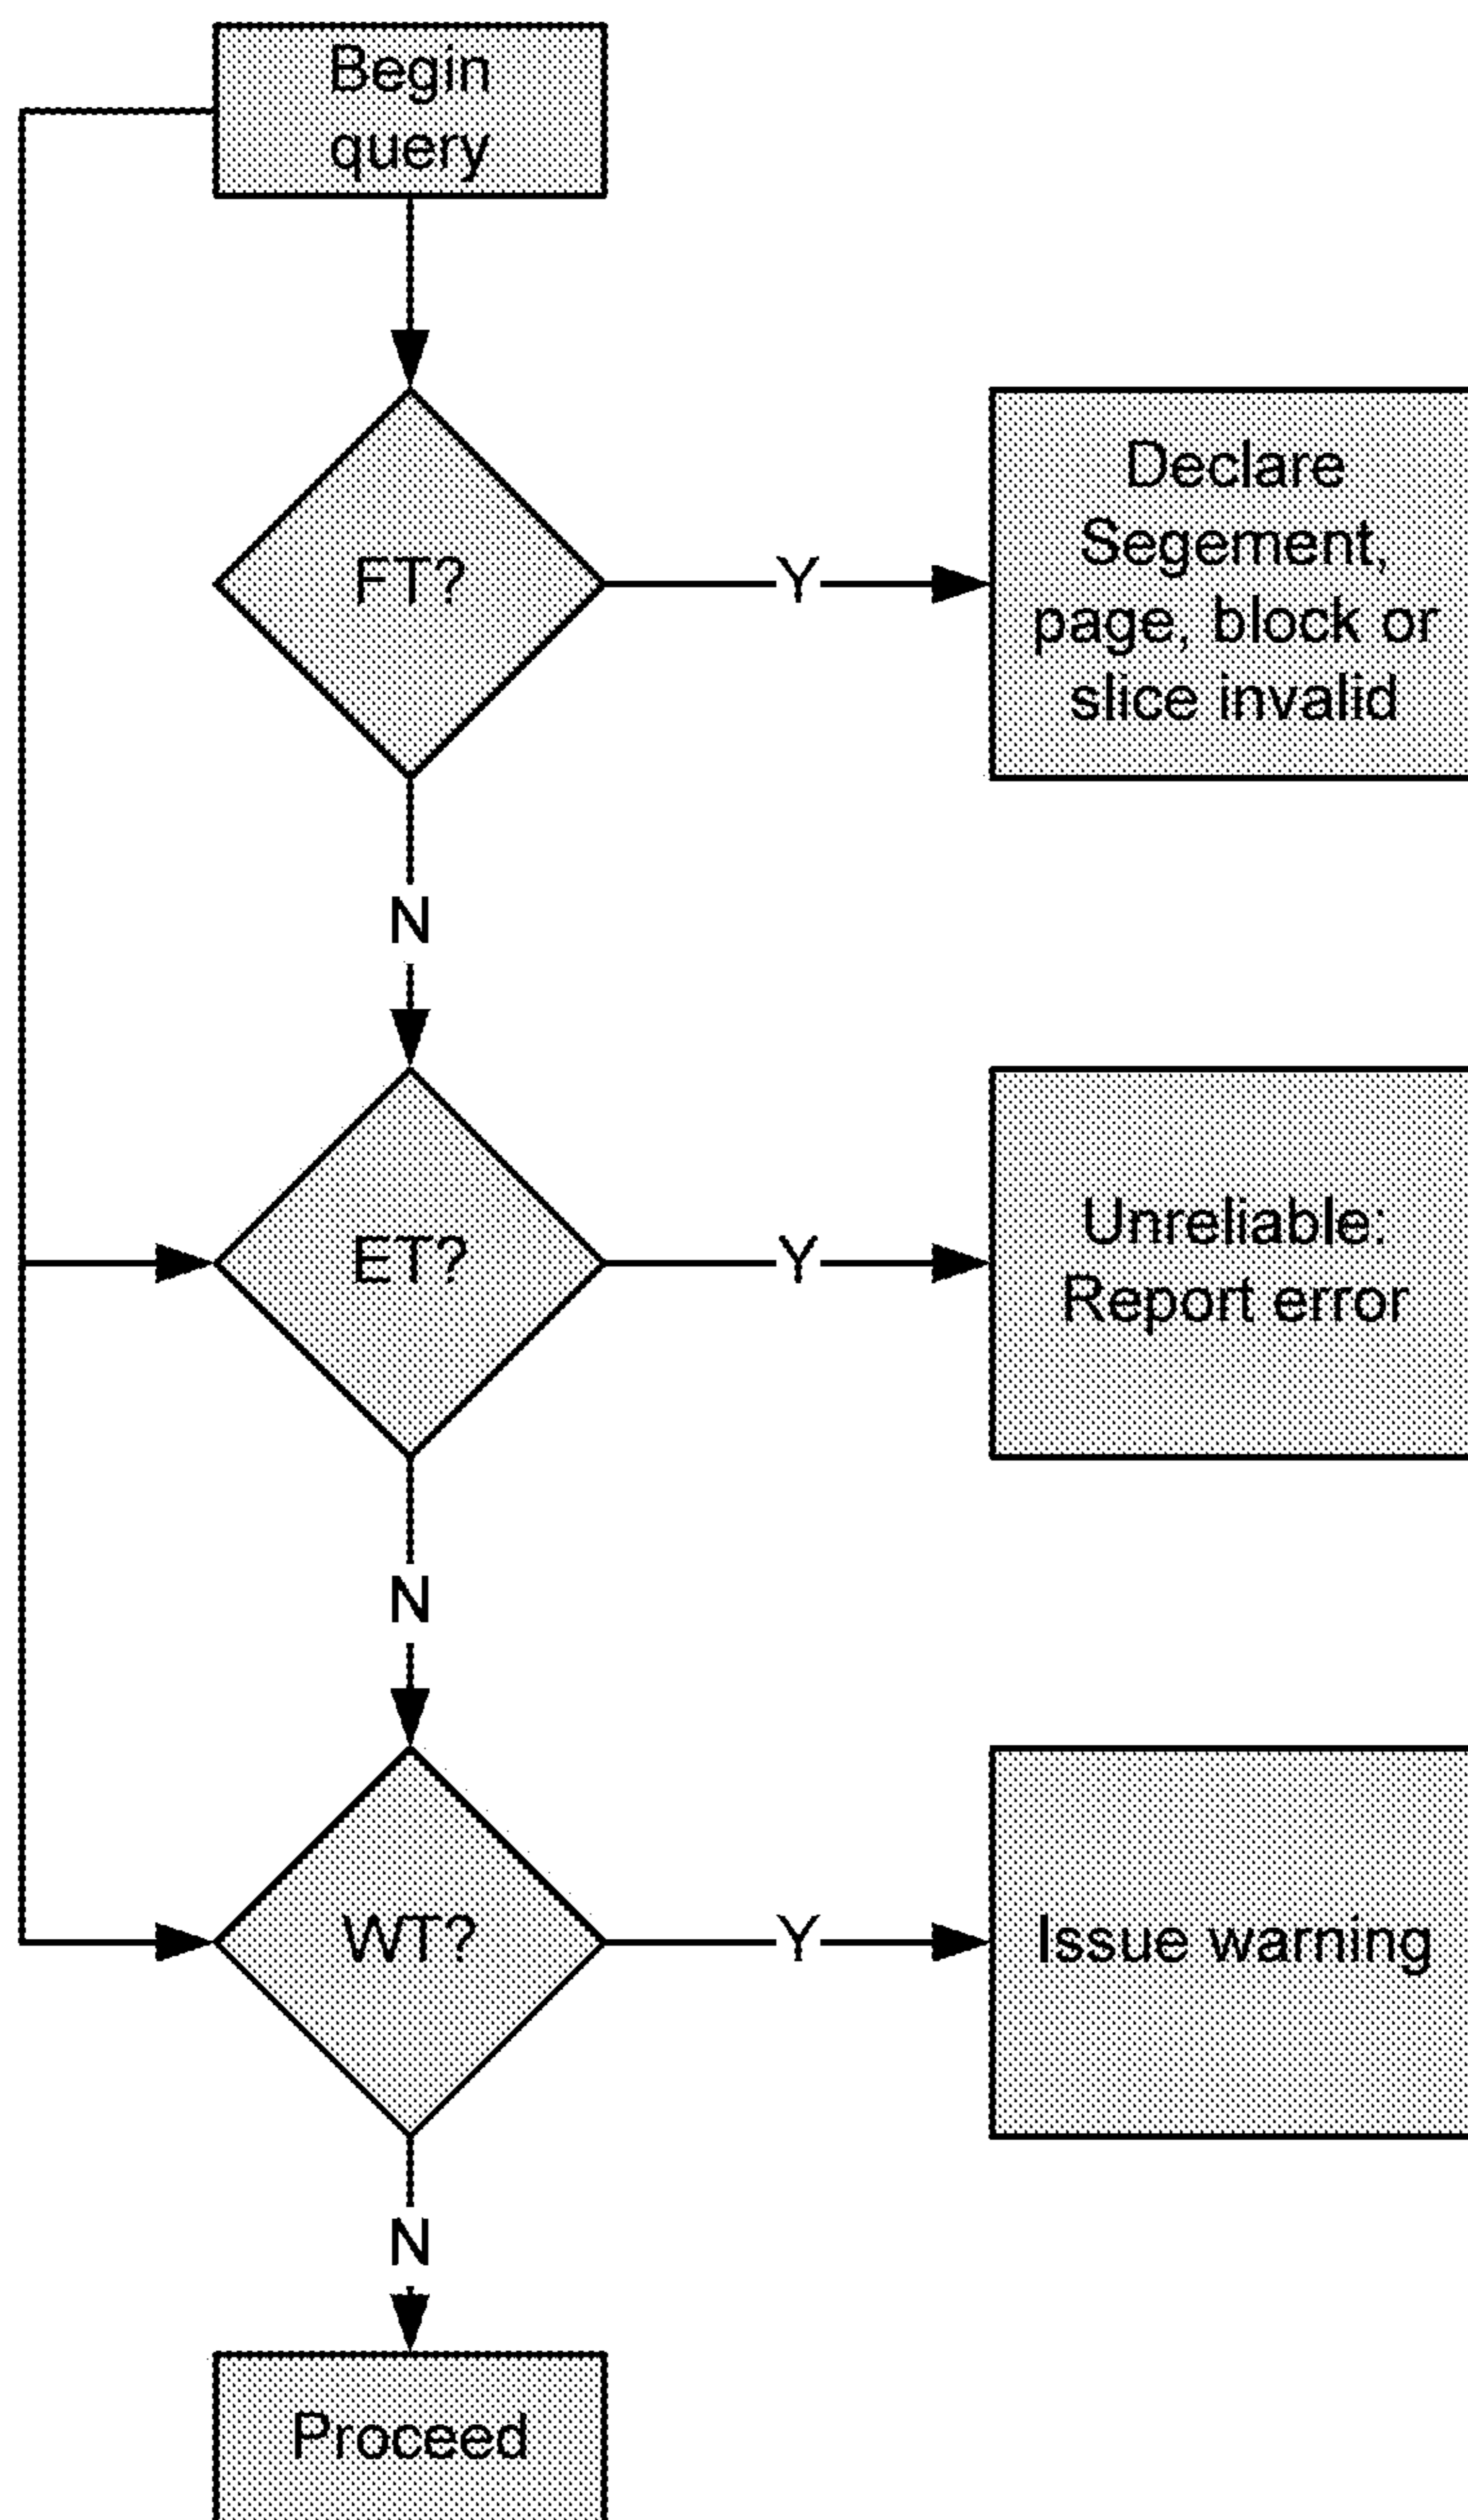 Begin
query
FT?
Y
Declare
Segement,
page, block or
slice invalid
N
ET?
Y
Unreliable:
Report error
N
WT?
Y
Issue warning
N
Proceed